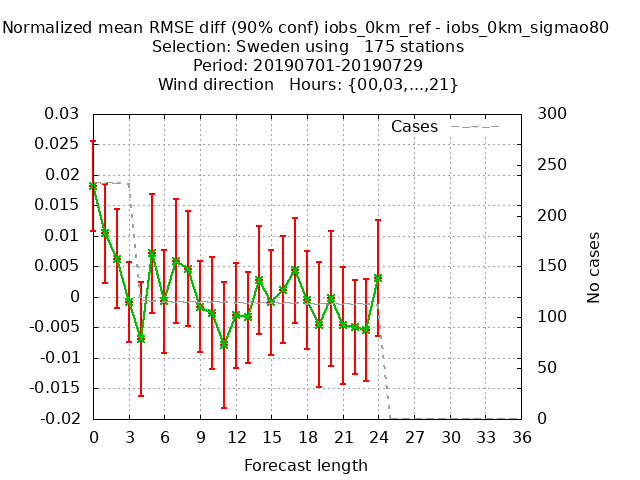 Normalized mean RMSE diff (90% conf) iobs_0km_ref - iobs_0km_sigmao80
Selection: Sweden using   175 stations
Period: 20190701-20190729
Wind direction   Hours: {00,03,...,21}
0.03
0.025
0.02
0.015
0.01
0.005
0
-0.005
-0.01
-0.015
-0.02
Cases
300
250
200
150
100
50
0
No cases
0 3 6 9 12 15 18 21 24 27 30 33 36
Forecast length